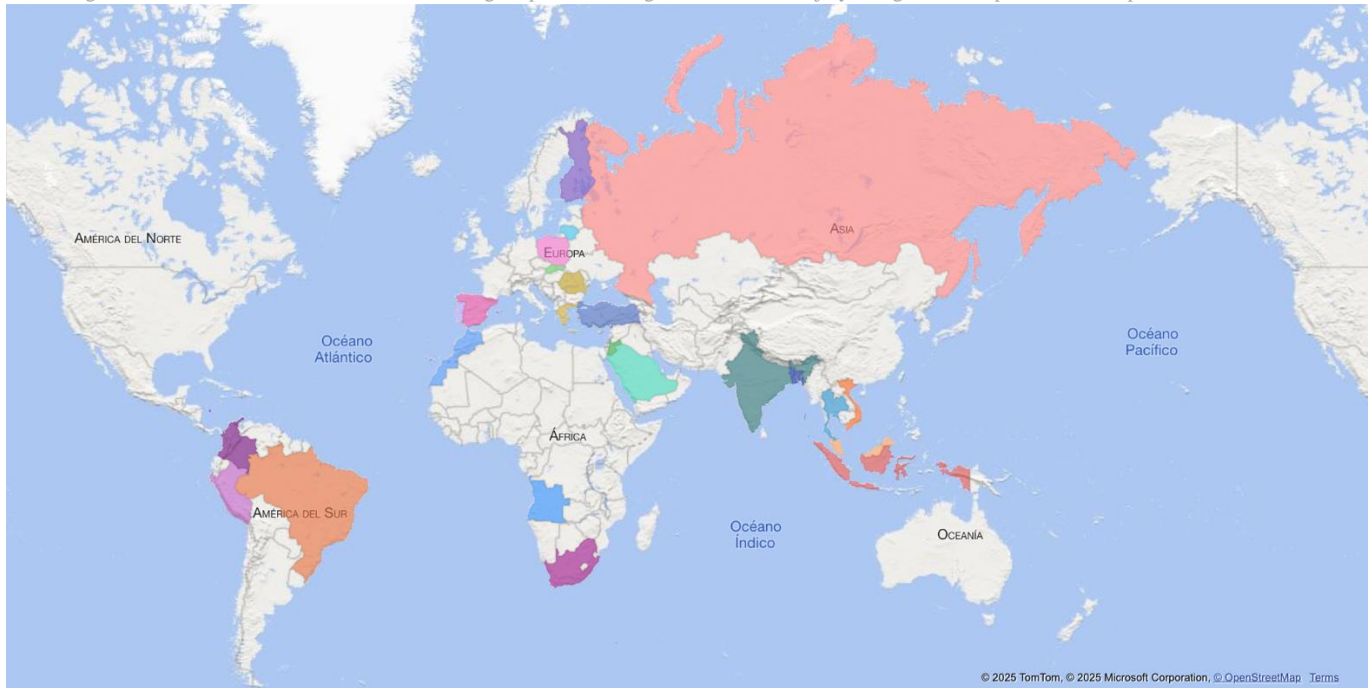 AMÉRICA DEL NORTE
ASIA
EUROPA
Océano
Atlántico
Océano
Pacífico
ÁFRICA
AMÉRICA DEL SUR
Océano
Índico
OCEANÍA
© 2025 TomTom, © 2025 Microsoft Corporation, © OpenStreetMap Terms